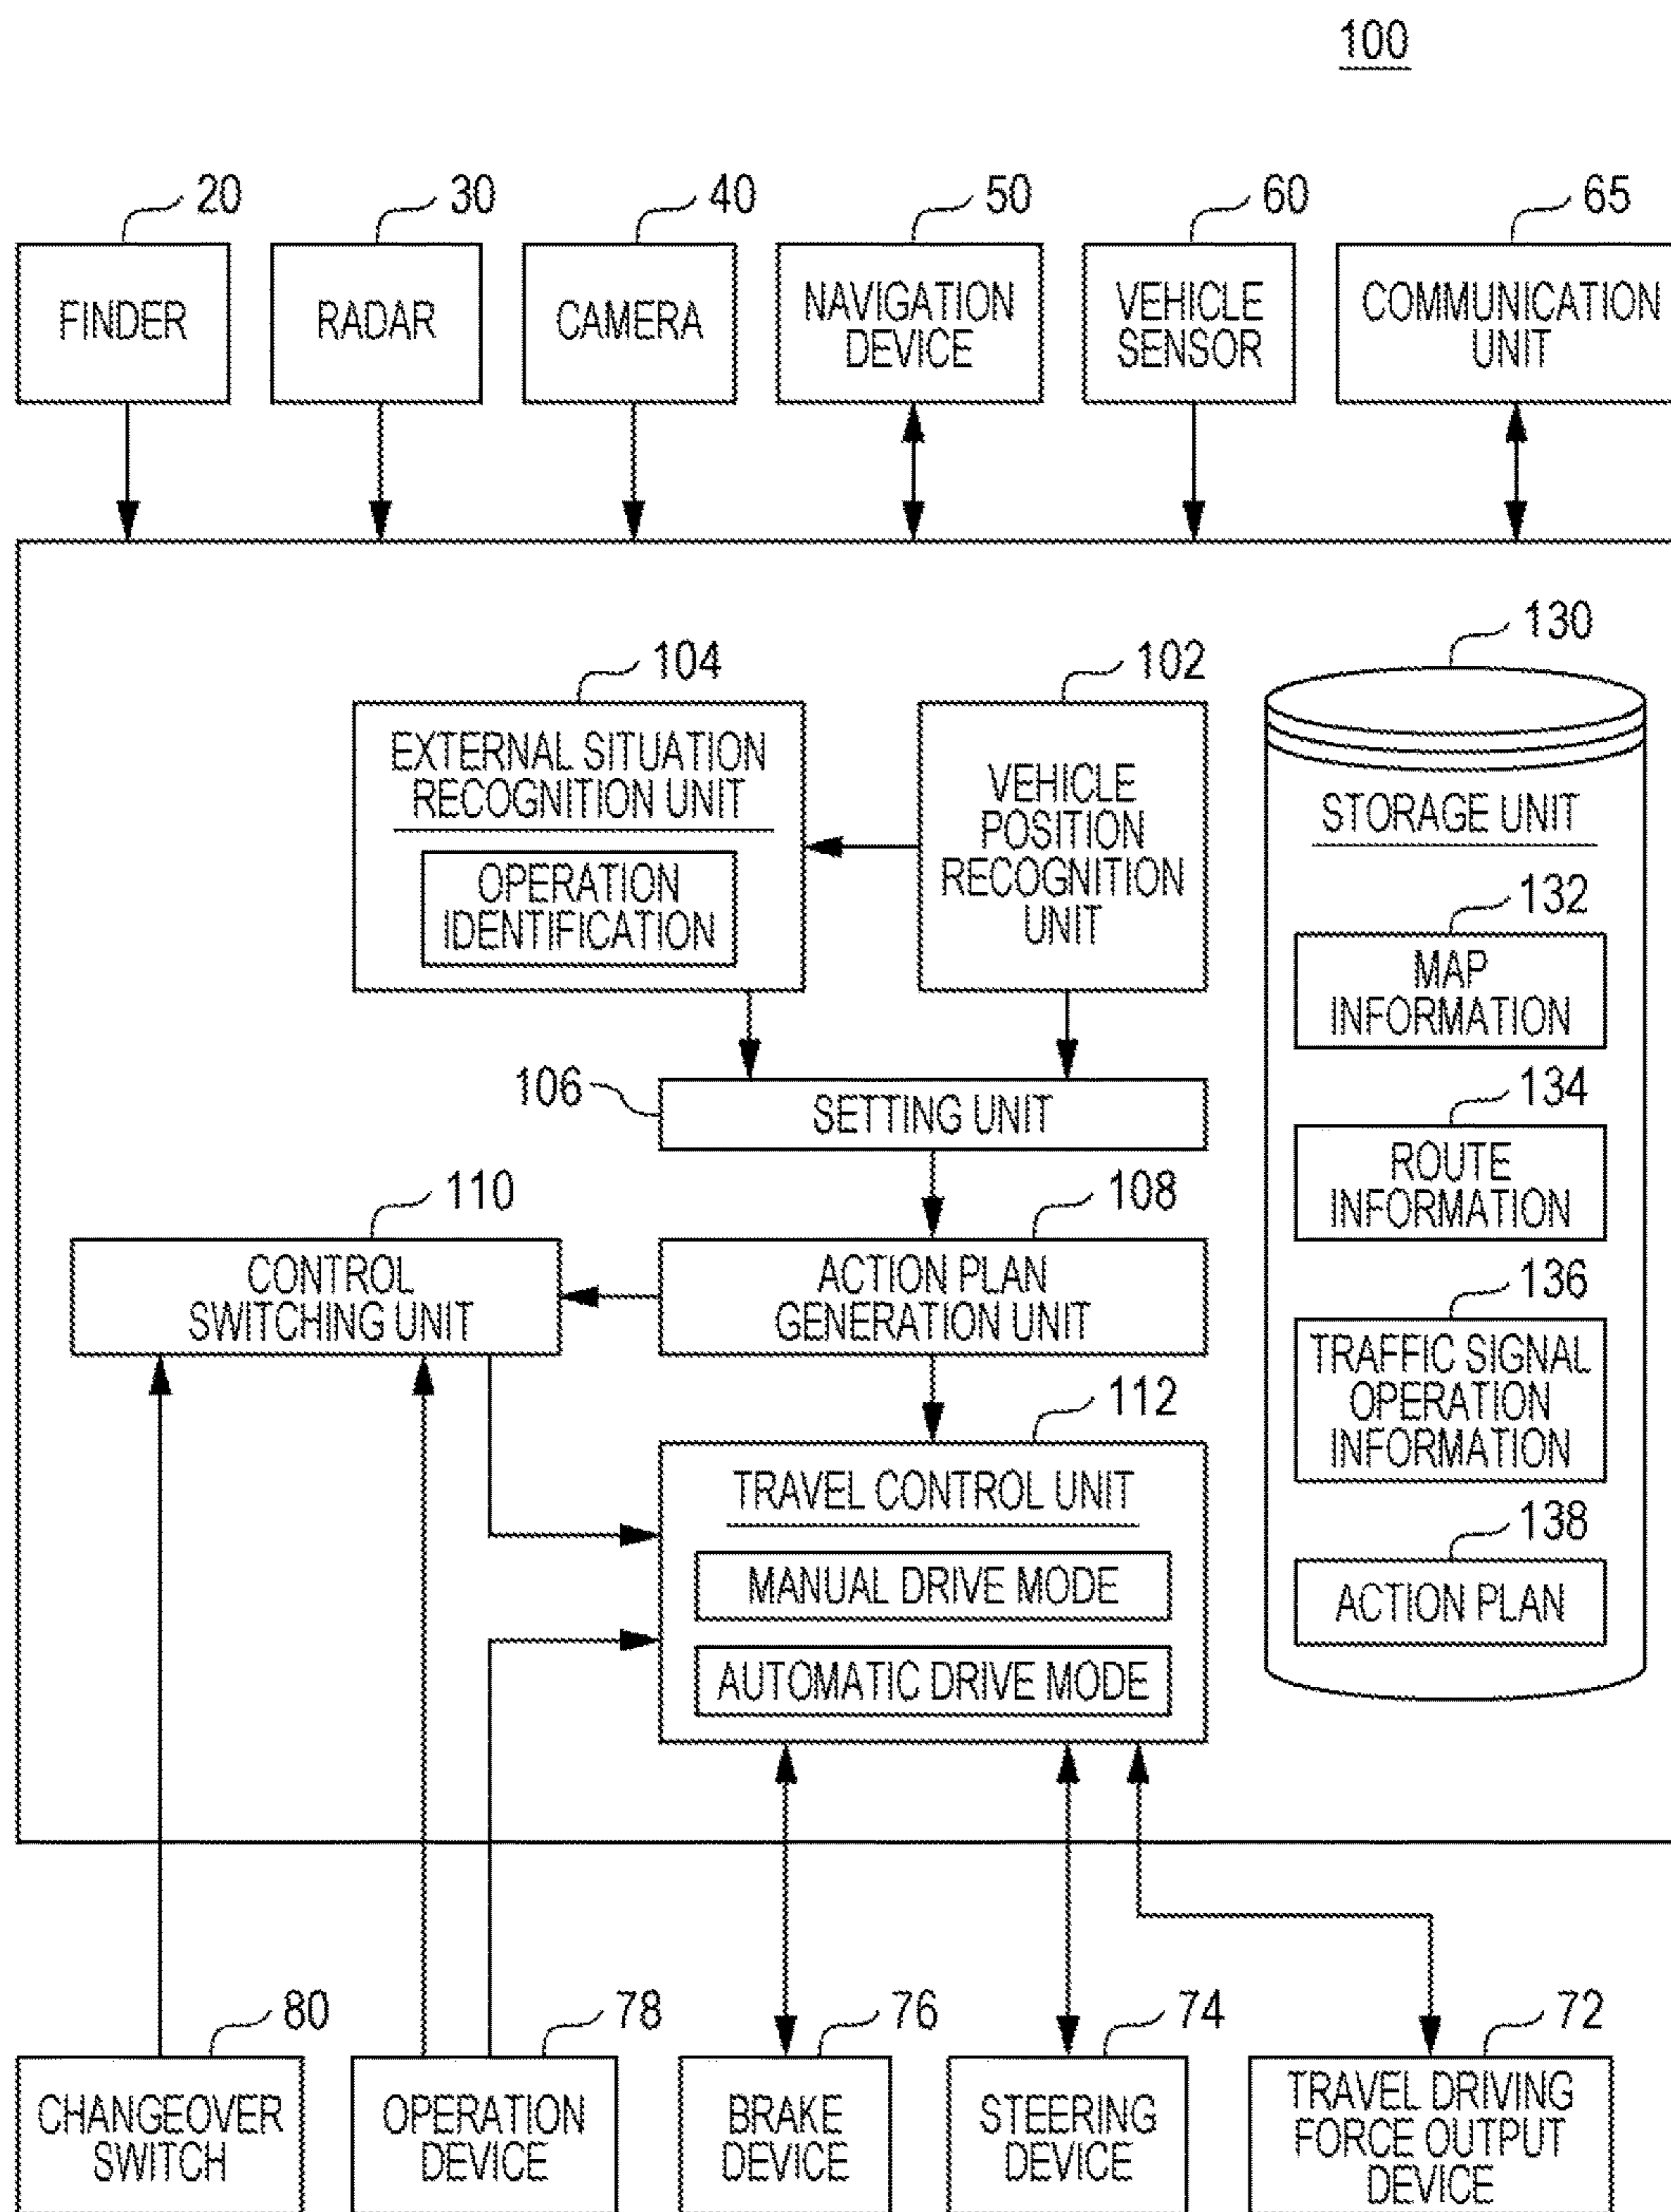 100
20
30
40
50
60
65
FINDER
RADAR
CAMERA
NAVIGATION
DEVICE
VEHICLE
SENSOR
COMMUNICATION
UNIT
104
EXTERNAL SITUATION
RECOGNITION UNIT
OPERATION
IDENTIFICATION
102
VEHICLE
POSITION
RECOGNITION
UNIT
130
STORAGE UNIT
132
MAP
INFORMATION
134
ROUTE
INFORMATION
136
TRAFFIC SIGNAL
OPERATION
INFORMATION
138
ACTION PLAN
106
SETTING UNIT
110
CONTROL
SWITCHING UNIT
108
ACTION PLAN
GENERATION UNIT
112
TRAVEL CONTROL UNIT
MANUAL DRIVE MODE
AUTOMATIC DRIVE MODE
80
78
76
74
72
CHANGEOVER
SWITCH
OPERATION
DEVICE
BRAKE
DEVICE
STEERING
DEVICE
TRAVEL DRIVING
FORCE OUTPUT
DEVICE